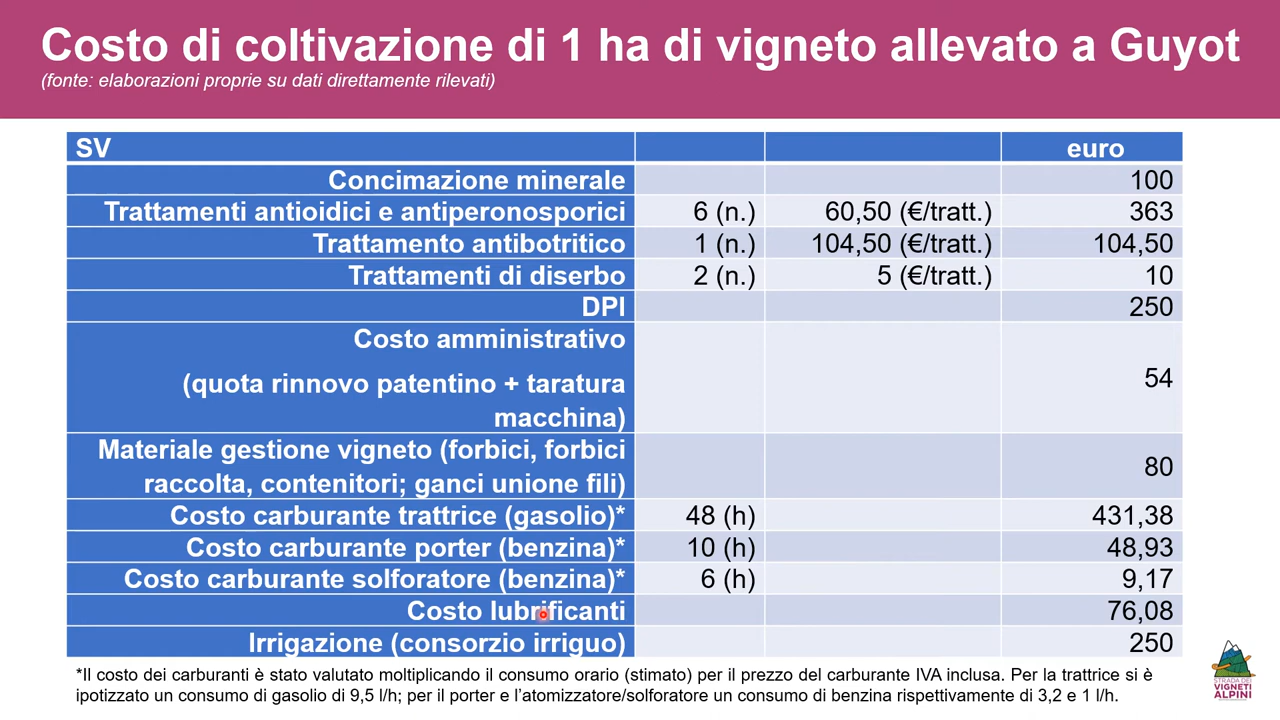 Costo di coltivazione di 1 ha di vigneto allevato a Guyot
(fonte: elaborazioni proprie su dati direttamente rilevati)
SV euro
Concimazione minerale 100
Trattamenti antioidici e antiperonosporici 6 (n.) 60,50 (€/tratt.) 363
Trattamento antibotritico 1 (n.) 104,50 (€/tratt.) 104,50
Trattamenti di diserbo 2 (n.) 5 (€/tratt.) 10
DPI 250
Costo amministrativo
(quota rinnovo patentino + taratura
macchina)
54
Materiale gestione vigneto (forbici, forbici
raccolta, contenitori; ganci unione fili)
80
Costo carburante trattrice (gasolio)* 48 (h) 431,38
Costo carburante porter (benzina)* 10 (h) 48,93
Costo carburante solforatore (benzina)* 6 (h) 9,17
Costo lubrificanti 76,08
Irrigazione (consorzio irriguo) 250
*Il costo dei carburanti è stato valutato moltiplicando il consumo orario (stimato) per il prezzo del carburante IVA inclusa. Per la trattrice si è
ipotizzato un consumo di gasolio di 9,5 l/h; per il porter e l'atomizzatore/solforatore un consumo di benzina rispettivamente di 3,2 e 1 l/h.
STRADA DEI
VIGNETI
ALPINI